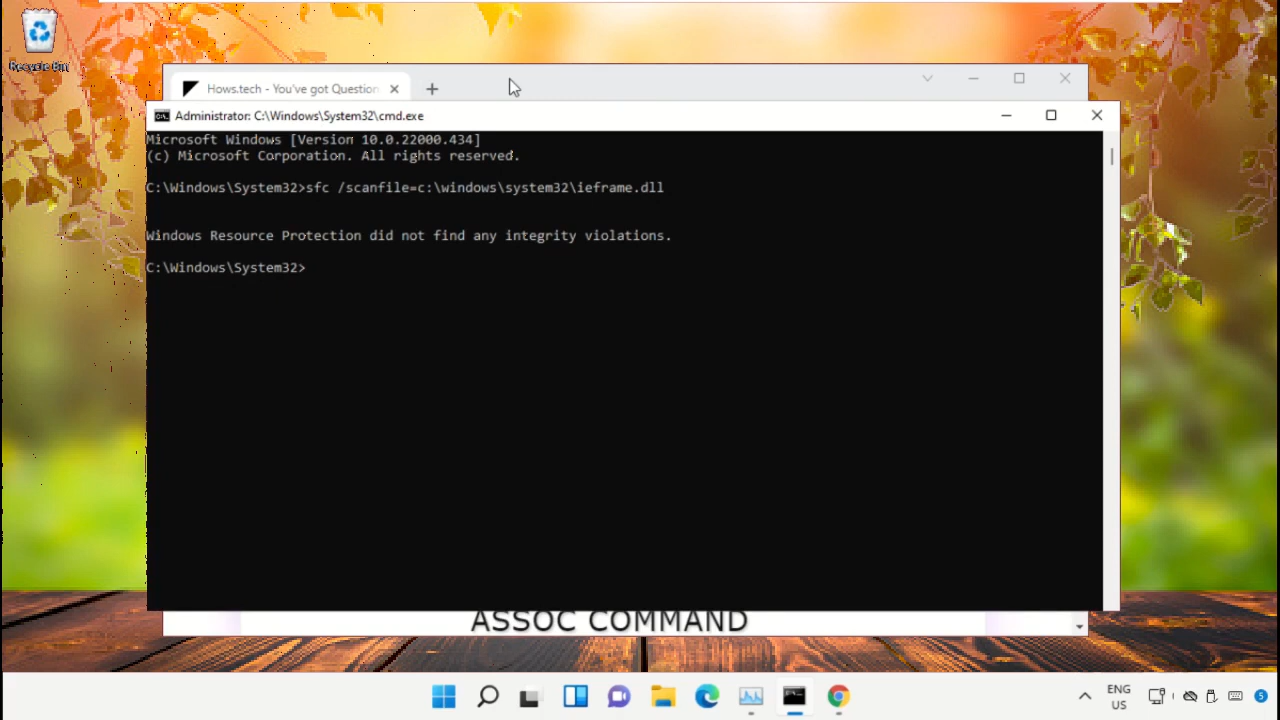 Recycle Bin
Hows.tech - You've got Question
Administrator: C:\Windows\System32\cmd.exe
Microsoft Windows [Version 10.0.22000.434]
(c) Microsoft Corporation. All rights reserved.
C:\Windows\System32>sfc /scanfile=c:\windows\system32\ieframe.dll
Windows Resource Protection did not find any integrity violations.
C:\Windows\System32>
ASSOC COMMAND
ENG
US
5